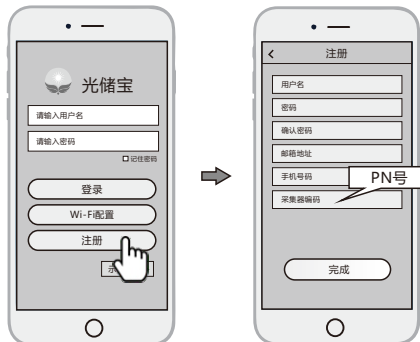 光储宝
请输入用户名
请输入密码
记住密码
登录
Wi-Fi配置
注册
注册
用户名
密码
确认密码
邮箱地址
手机号码
PN号
采集器编码
完成